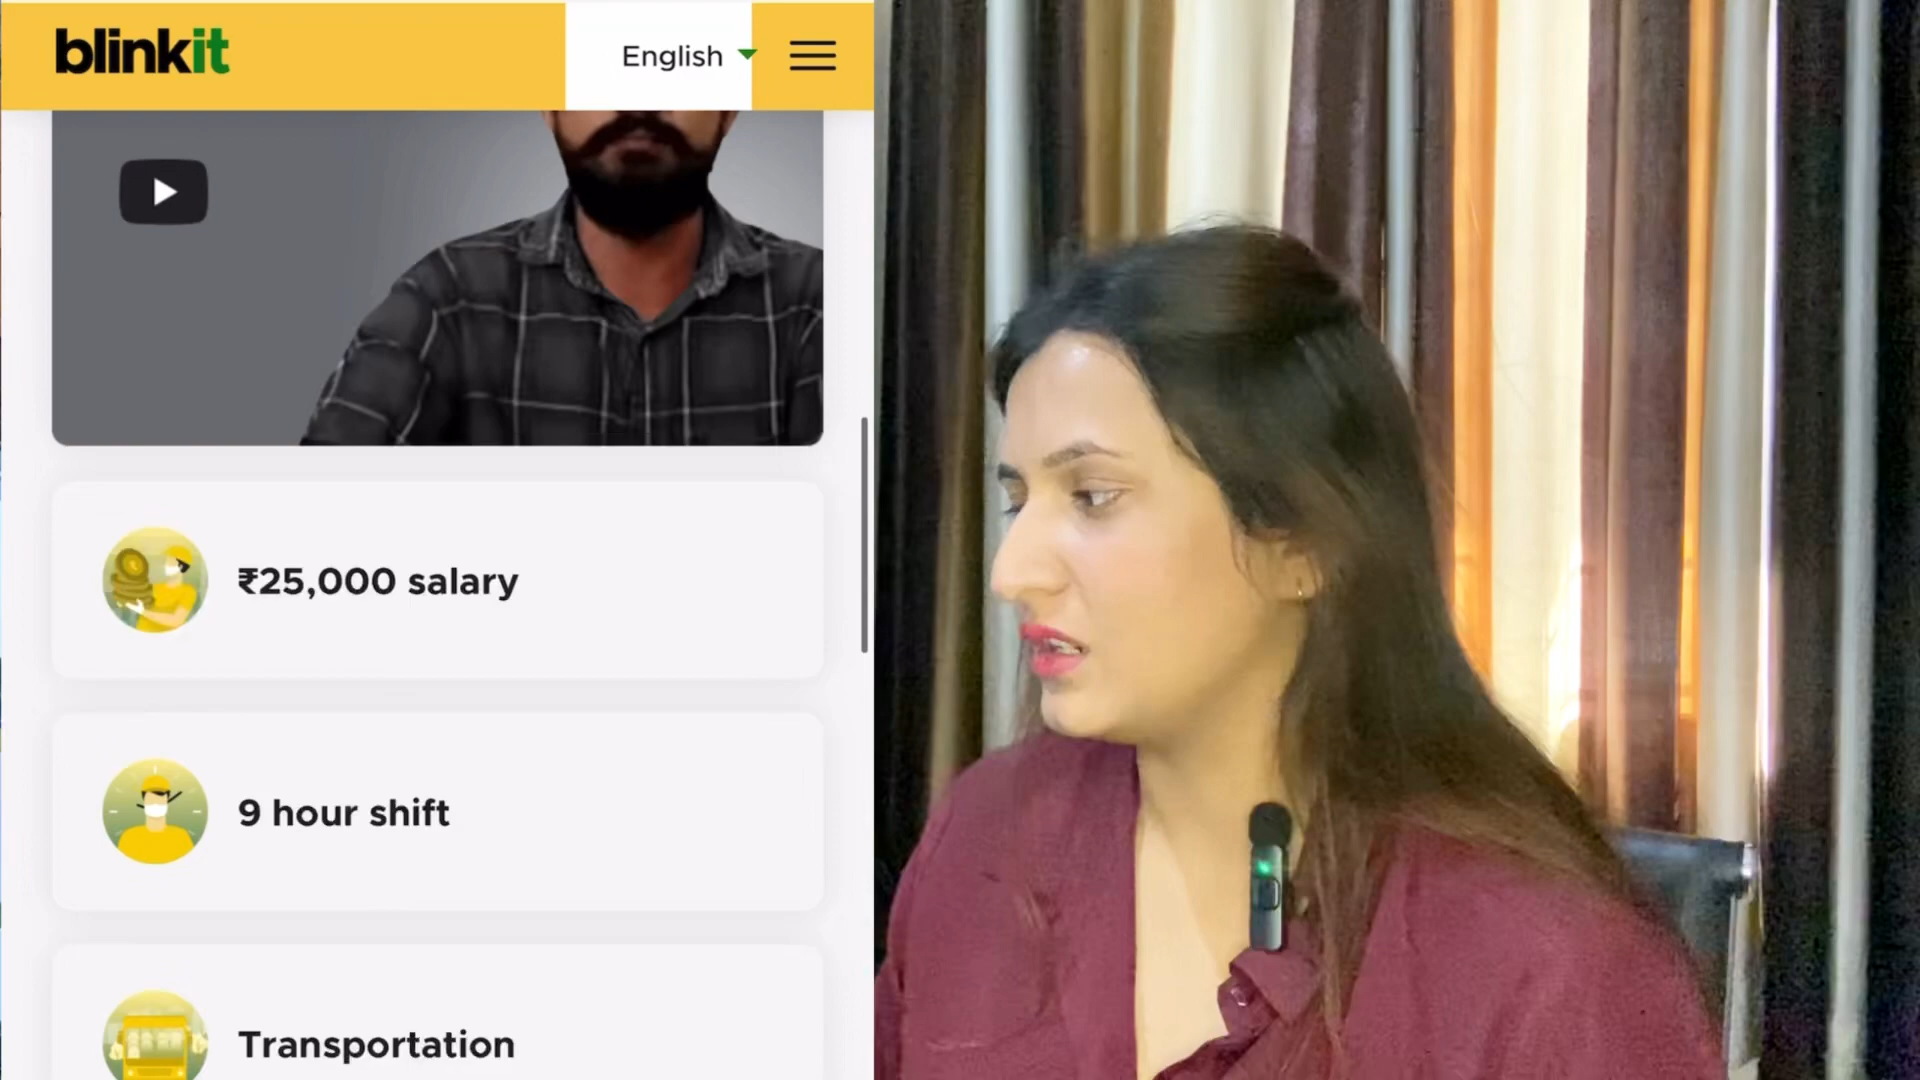 blinkit
English
₹25,000 salary
9 hour shift
Transportation